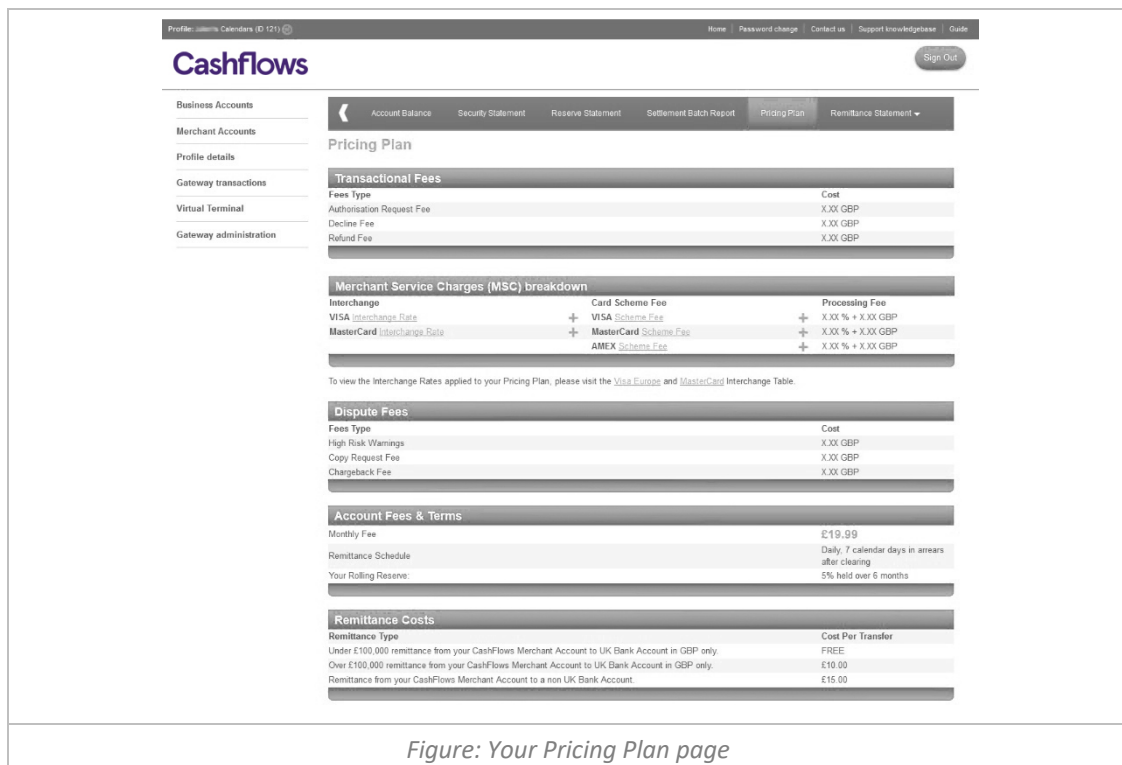 Profile: Calendars (ID 121)
Home | Password change | Contact us | Support knowledgebase | Guide
Cashflows
Sign Out
Business Accounts
Merchant Accounts
Profile details
Gateway transactions
Virtual Terminal
Gateway administration
Account Balance Security Statement Reserve Statement Settlement Batch Report Pricing Plan Remittance Statement
Pricing Plan
Transactional Fees
Fees Type Cost
Authorisation Request Fee X.XX GBP
Decline Fee X.XX GBP
Refund Fee X.XX GBP
Merchant Service Charges (MSC) breakdown
Interchange Card Scheme Fee Processing Fee
VISA Interchange Rate + VISA Scheme Fee + X.XX % + X.XX GBP
MasterCard Interchange Rate + MasterCard Scheme Fee + X.XX % + X.XX GBP
AMEX Scheme Fee + X.XX % + X.XX GBP
To view the Interchange Rates applied to your Pricing Plan, please visit the Visa Europe and MasterCard Interchange Table.
Dispute Fees
Fees Type Cost
High Risk Warnings X.XX GBP
Copy Request Fee X.XX GBP
Chargeback Fee X.XX GBP
Account Fees & Terms
Monthly Fee £19.99
Remittance Schedule Daily, 7 calendar days in arrears
after clearing
Your Rolling Reserve: 5% held over 6 months
Remittance Costs
Remittance Type Cost Per Transfer
Under £100,000 remittance from your CashFlows Merchant Account to UK Bank Account in GBP only. FREE
Over £100,000 remittance from your CashFlows Merchant Account to UK Bank Account in GBP only. £10.00
Remittance from your CashFlows Merchant Account to a non UK Bank Account. £15.00
Figure: Your Pricing Plan page